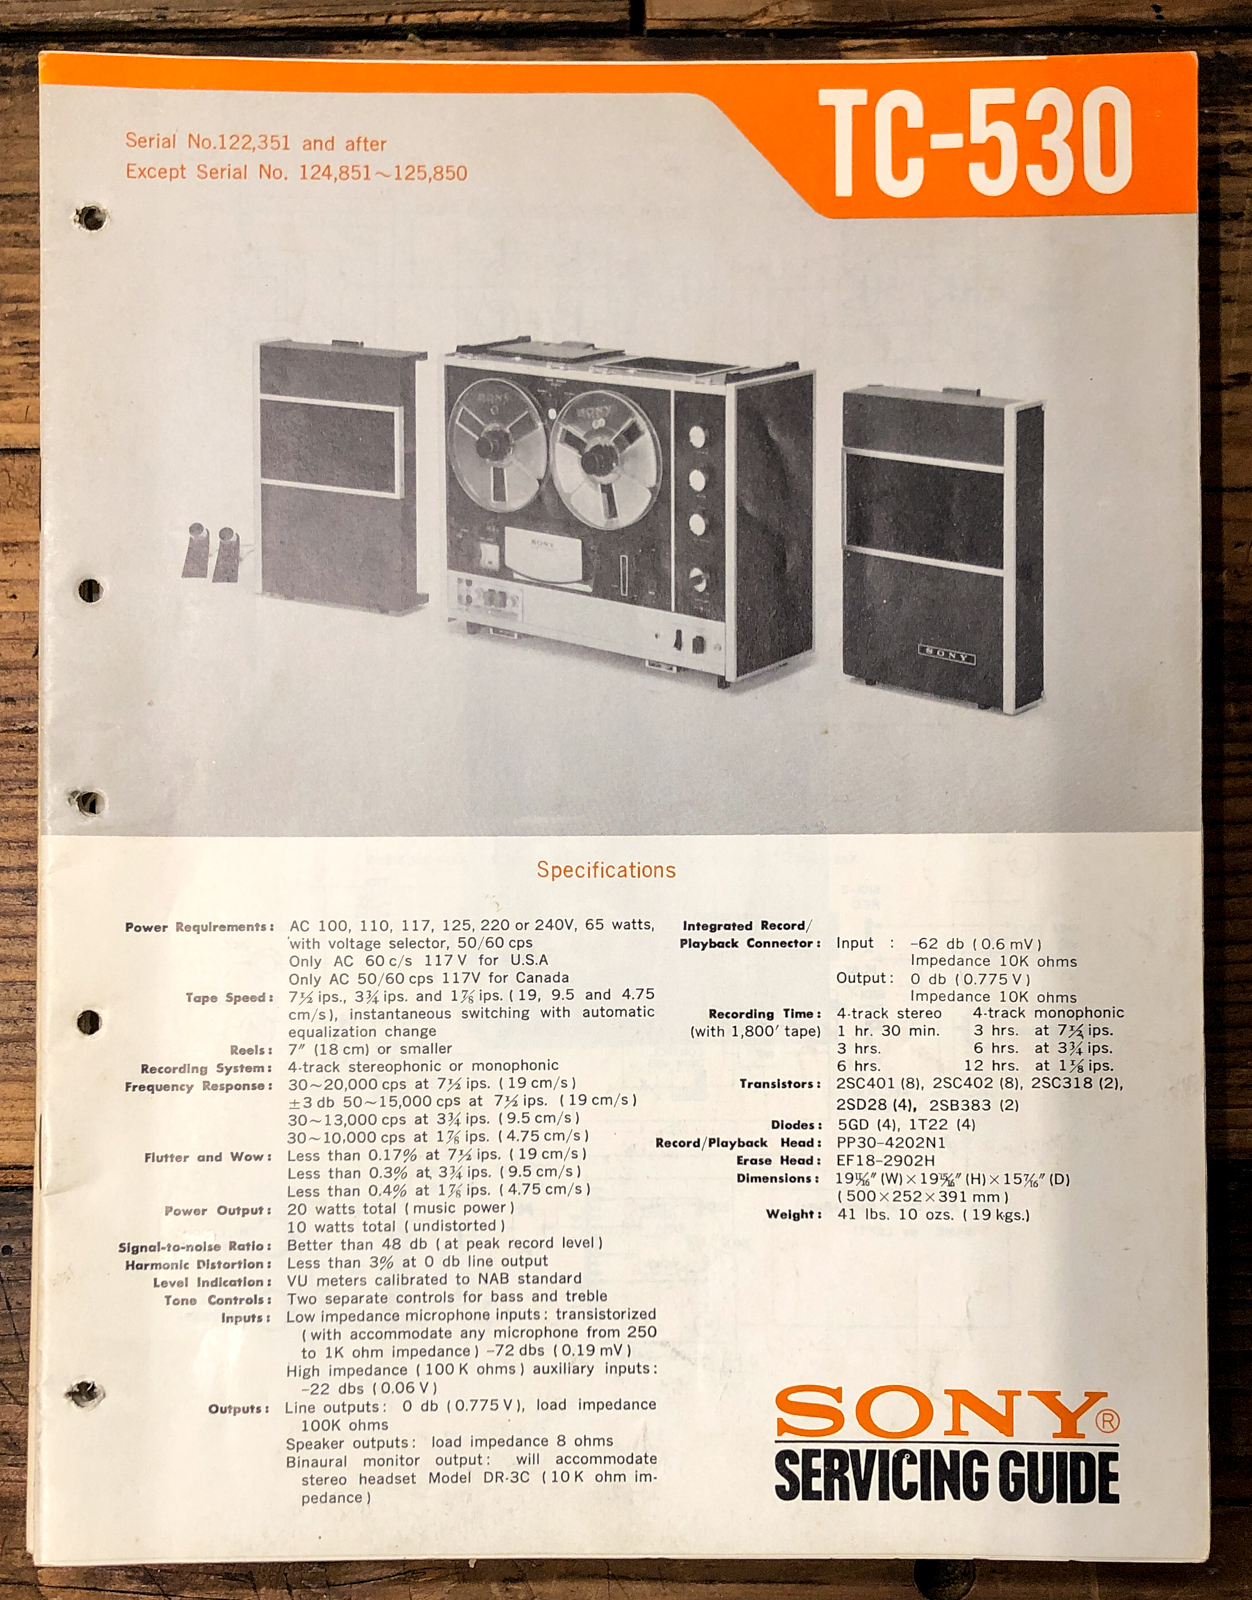 TC-530
Serial No.122,351 and after
Except Serial No. 124,851~125,850
SONY
SONY
SONY
SONY
Specifications
Power Requirements: AC 100, 110, 117, 125, 220 or 240V, 65 watts,
with voltage selector, 50/60 cps
Only AC 60 c/s 117 V for U.S.A
Only AC 50/60 cps 117V for Canada
Tape Speed: 7½ ips., 3¾ ips. and 1⅞ ips. (19, 9.5 and 4.75
cm/s), instantaneous switching with automatic
equalization change
Reels: 7″ (18 cm) or smaller
Recording System: 4-track stereophonic or monophonic
Frequency Response: 30~20,000 cps at 7½ ips. (19 cm/s)
±3 db 50~15,000 cps at 7½ ips. (19 cm/s)
30~13,000 cps at 3¾ ips. (9.5 cm/s)
30~10,000 cps at 1⅞ ips. (4.75 cm/s)
Flutter and Wow: Less than 0.17% at 7½ ips. (19 cm/s)
Less than 0.3% at 3¾ ips. (9.5 cm/s)
Less than 0.4% at 1⅞ ips. (4.75 cm/s)
Power Output: 20 watts total (music power)
10 watts total (undistorted)
Signal-to-noise Ratio: Better than 48 db (at peak record level)
Harmonic Distortion: Less than 3% at 0 db line output
Level Indication: VU meters calibrated to NAB standard
Tone Controls: Two separate controls for bass and treble
Inputs: Low impedance microphone inputs: transistorized
(with accommodate any microphone from 250
to 1K ohm impedance) -72 dbs (0.19 mV)
High impedance (100 K ohms) auxiliary inputs:
-22 dbs (0.06 V)
Outputs: Line outputs: 0 db (0.775 V), load impedance
100K ohms
Speaker outputs: load impedance 8 ohms
Binaural monitor output: will accommodate
stereo headset Model DR-3C (10 K ohm im-
pedance)
Integrated Record/
Playback Connector: Input : -62 db (0.6 mV)
Impedance 10K ohms
Output: 0 db (0.775 V)
Impedance 10K ohms
Recording Time: 4-track stereo 4-track monophonic
(with 1,800′ tape) 1 hr. 30 min. 3 hrs. at 7½ ips.
3 hrs. 6 hrs. at 3¾ ips.
6 hrs. 12 hrs. at 1⅞ ips.
Transistors: 2SC401 (8), 2SC402 (8), 2SC318 (2),
2SD28 (4), 2SB383 (2)
Diodes: 5GD (4), 1T22 (4)
Record/Playback Head: PP30-4202N1
Erase Head: EF18-2902H
Dimensions: (W) × (H) × 15⁷⁄₁₆″ (D)
(500 × 252 × 391 mm)
Weight: 41 lbs. 10 ozs. (19 kgs.)
SONY®
SERVICING GUIDE